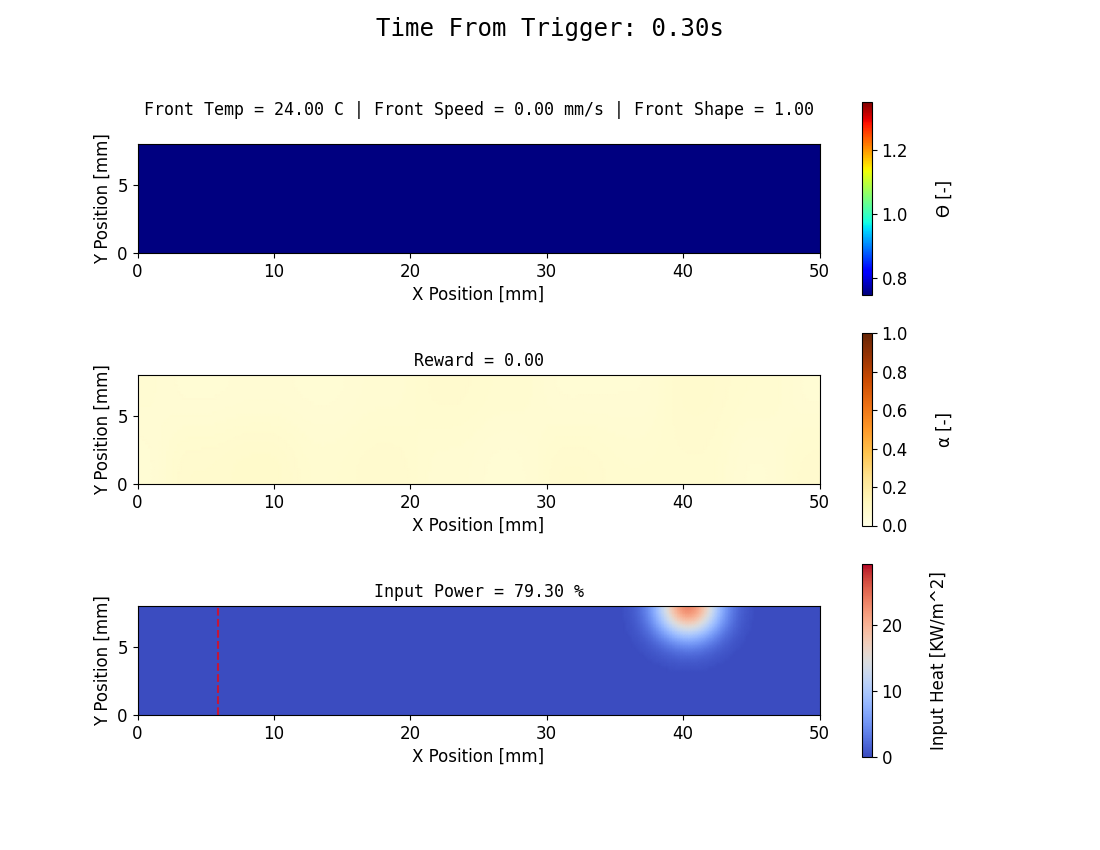 Time From Trigger: 0.30s
Front Temp = 24.00 C | Front Speed = 0.00 mm/s | Front Shape = 1.00
Y Position [mm]
5
0
0 10 20 30 40 50
X Position [mm]
1.2
1.0
0.8
Θ [-]
Reward = 0.00
Y Position [mm]
5
0
0 10 20 30 40 50
X Position [mm]
1.0
0.8
0.6
0.4
0.2
0.0
α [-]
Input Power = 79.30 %
Y Position [mm]
5
0
0 10 20 30 40 50
X Position [mm]
20
10
0
Input Heat [KW/m^2]